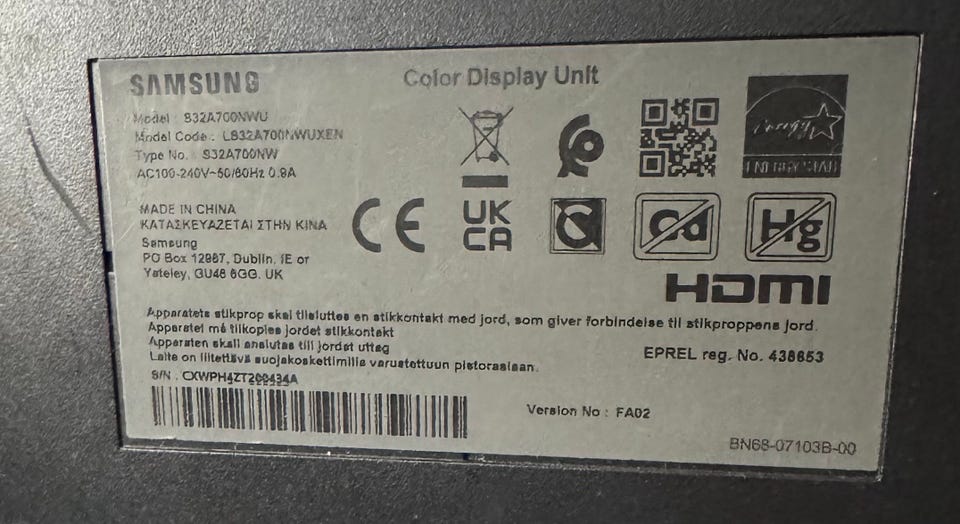 SAMSUNG
Color Display Unit
Model : S32A700NWU
Model Code : LS32A700NWUXEN
Type No. : S32A700NW
AC100-240V~50/60Hz 0.9A
ENERGY STAR
MADE IN CHINA
ΚΑΤΑΣΚΕΥΑΖΕΤΑΙ ΣΤΗΝ ΚΙΝΑ
Samsung
PO Box 12987, Dublin, IE or
Yateley, GU46 6GG, UK
CE
UK
CA
Cd
Hg
HDMI
Apparatets stikprop skal tilsluttes en stikkontakt med jord, som giver forbindelse til stikproppens jord.
Apparatet må tilkoples jordet stikkontakt
Apparaten skall anslutas till jordat uttag
Laite on liitettävä suojakoskettimilla varustettuun pistorasiaan.
EPREL reg. No. 438653
S/N :
Version No : FA02
BN68-07103B-00